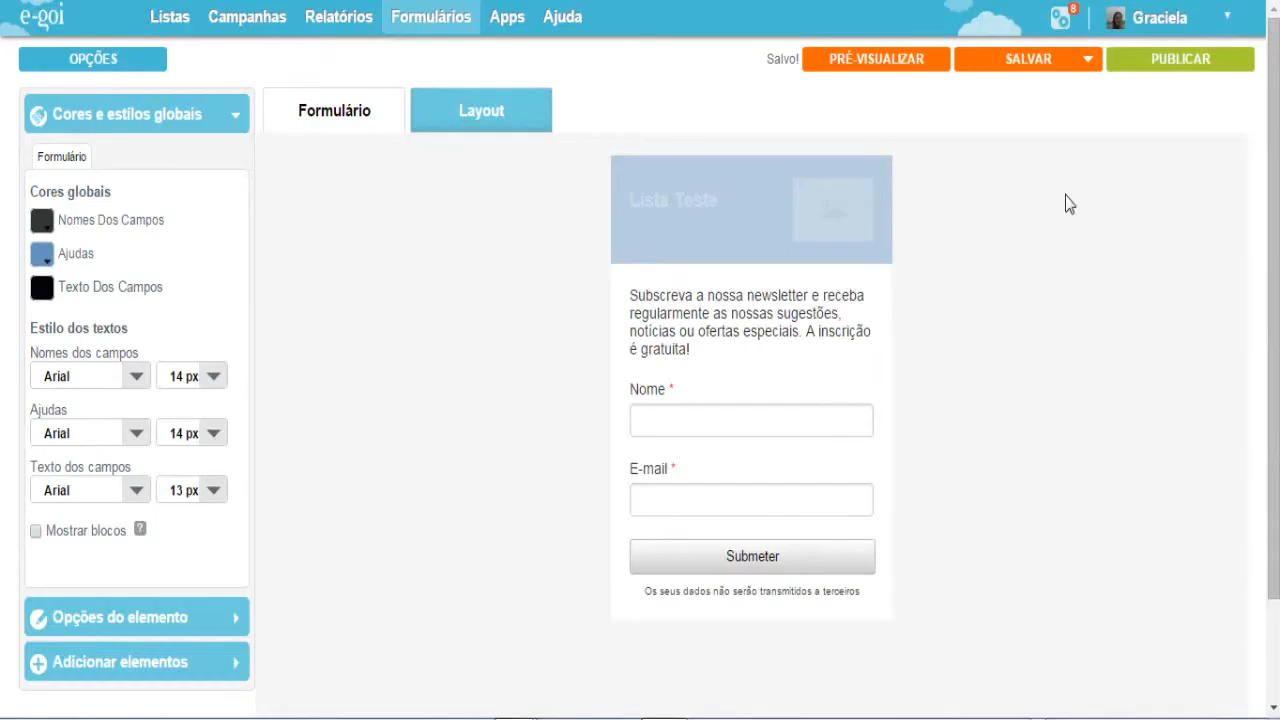 e-goi
Listas Campanhas Relatórios Formulários Apps Ajuda 8 Graciela
OPÇÕES Salvo! PRÉ-VISUALIZAR SALVAR PUBLICAR
Cores e estilos globais
Formulário Layout
Formulário
Cores globais
Nomes Dos Campos
Ajudas
Texto Dos Campos
Estilo dos textos
Nomes dos campos
Arial 14 px
Ajudas
Arial 14 px
Texto dos campos
Arial 13 px
Mostrar blocos ?
Opções do elemento
Adicionar elementos
Lista Teste
Subscreva a nossa newsletter e receba
regularmente as nossas sugestões,
notícias ou ofertas especiais. A inscrição
é gratuita!
Nome *
E-mail *
Submeter
Os seus dados não serão transmitidos a terceiros